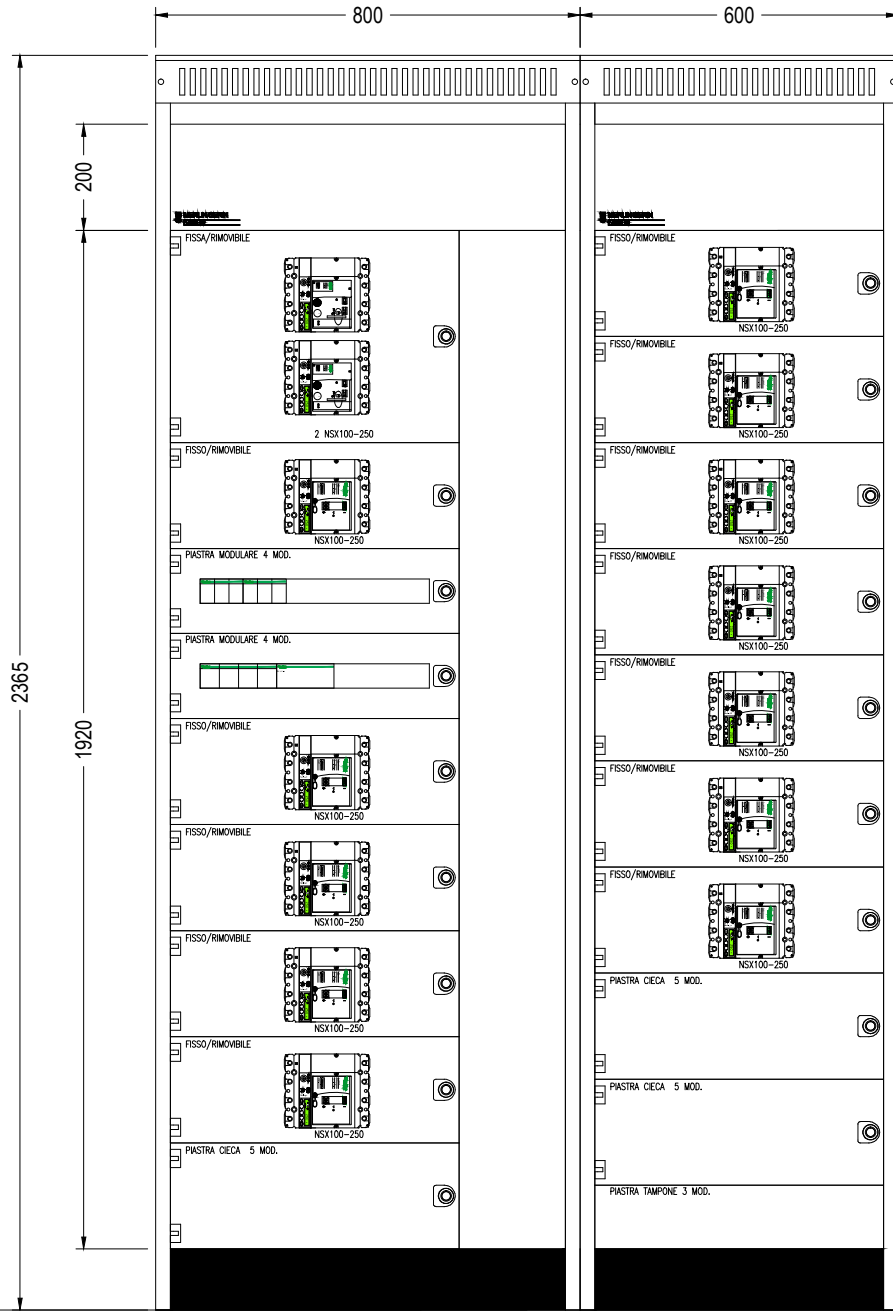 800
600
200
2365
1920
FISSA/RIMOVIBILE
2 NSX100-250
FISSO/RIMOVIBILE
NSX100-250
PIASTRA MODULARE 4 MOD.
PIASTRA MODULARE 4 MOD.
FISSO/RIMOVIBILE
NSX100-250
FISSO/RIMOVIBILE
NSX100-250
FISSO/RIMOVIBILE
NSX100-250
FISSO/RIMOVIBILE
NSX100-250
PIASTRA CIECA 5 MOD.
FISSO/RIMOVIBILE
NSX100-250
FISSO/RIMOVIBILE
NSX100-250
FISSO/RIMOVIBILE
NSX100-250
FISSO/RIMOVIBILE
NSX100-250
FISSO/RIMOVIBILE
NSX100-250
FISSO/RIMOVIBILE
NSX100-250
FISSO/RIMOVIBILE
NSX100-250
PIASTRA CIECA 5 MOD.
PIASTRA CIECA 5 MOD.
PIASTRA TAMPONE 3 MOD.